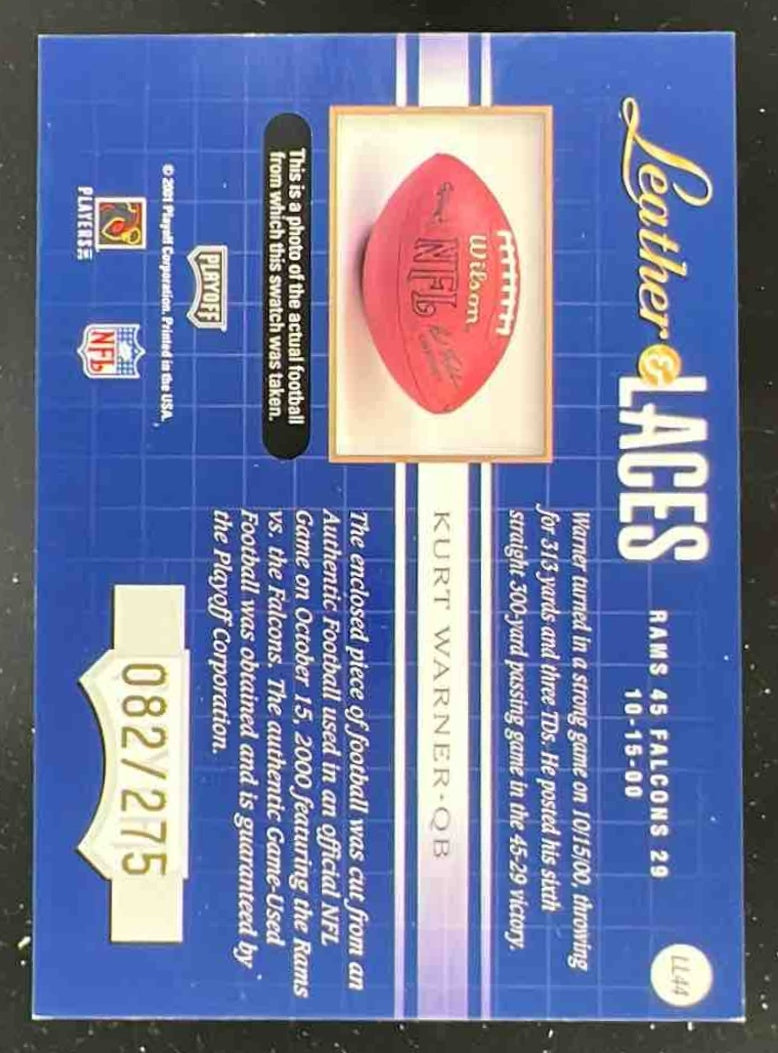 Leather & LACES
RAMS 45 FALCONS 29
10-15-00
LL44
Warner turned in a strong game on 10/15/00, throwing
for 313 yards and three TDs. He posted his sixth
straight 300-yard passing game in the 45-29 victory.
KURT WARNER·QB
Wilson
NFL
This is a photo of the actual football
from which this swatch was taken.
The enclosed piece of football was cut from an
Authentic Football used in an official NFL
Game on October 15, 2000 featuring the Rams
vs. the Falcons. The authentic Game-Used
Football was obtained and is guaranteed by
the Playoff Corporation.
PLAYOFF
© 2001 Playoff Corporation. Printed in the USA.
PLAYERS INC
NFL
082/275